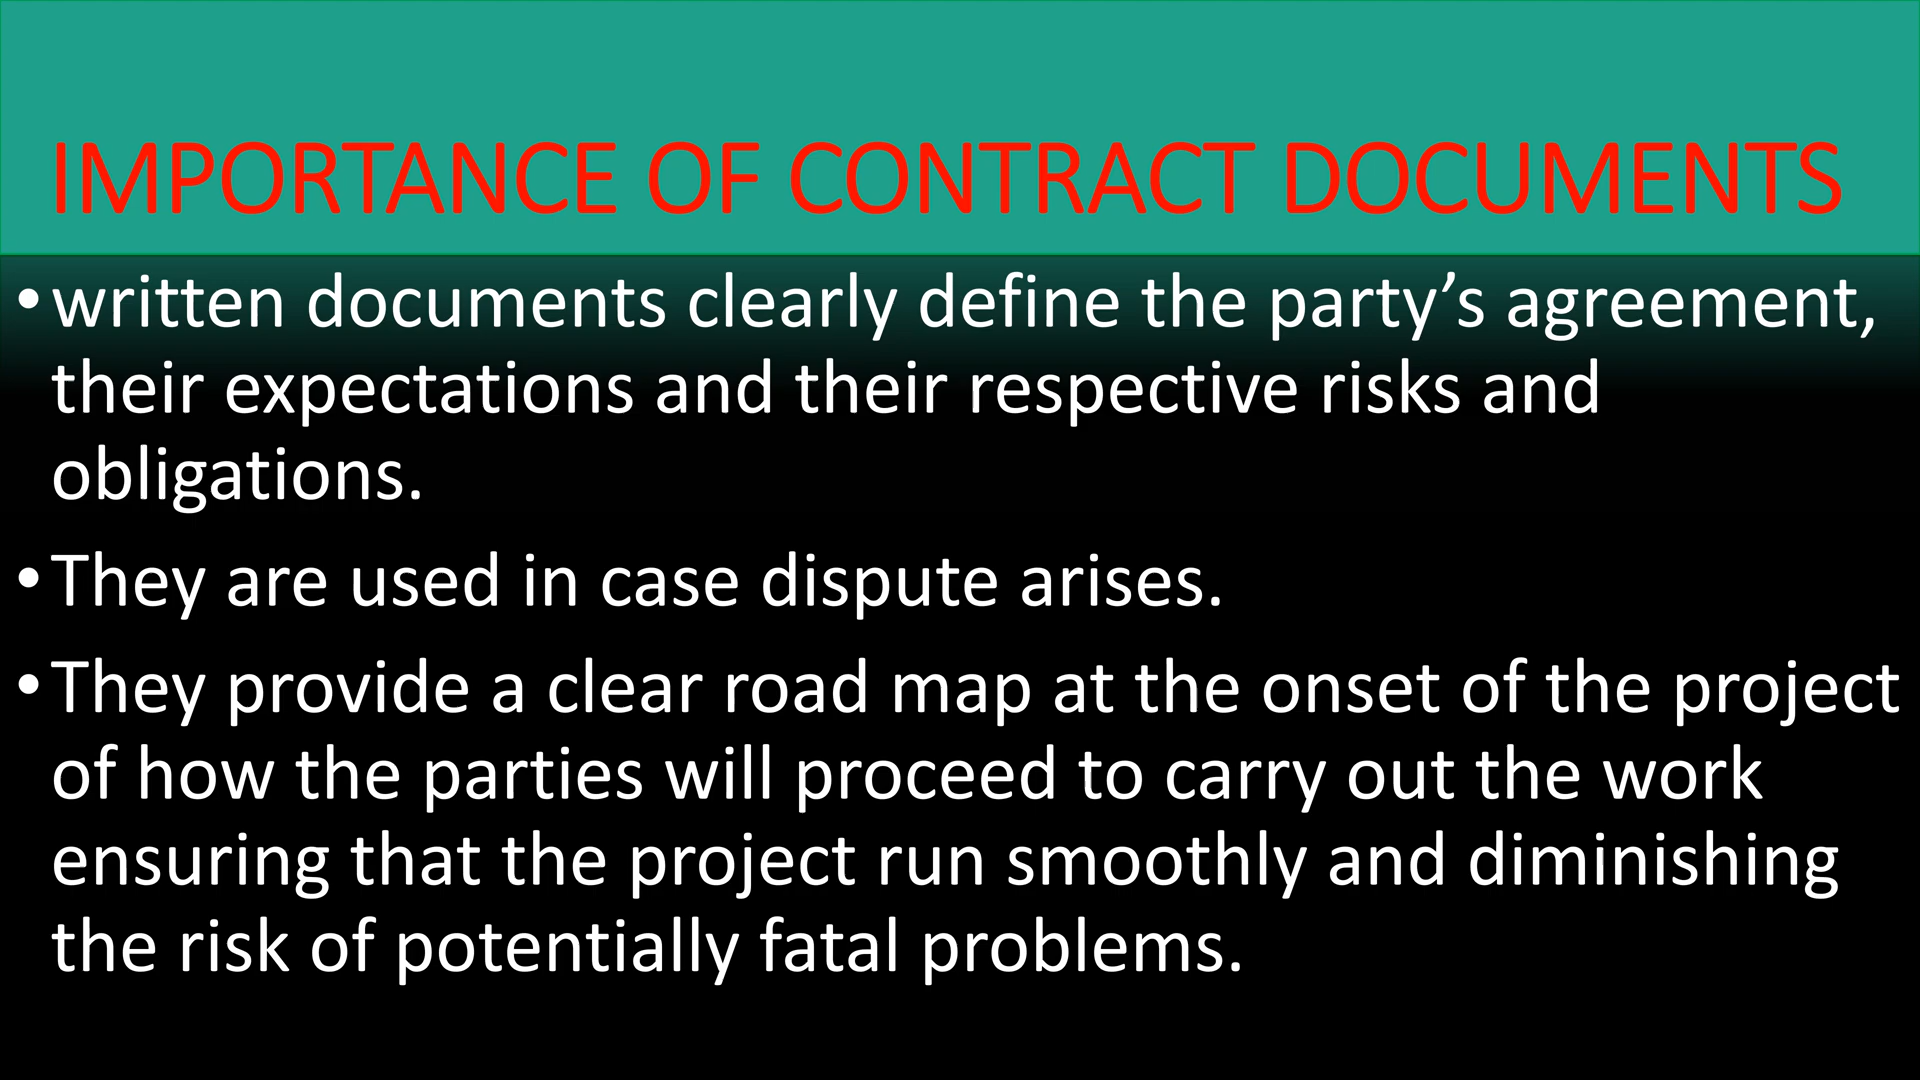 IMPORTANCE OF CONTRACT DOCUMENTS
•written documents clearly define the party’s agreement,
their expectations and their respective risks and
obligations.
•They are used in case dispute arises.
•They provide a clear road map at the onset of the project
of how the parties will proceed to carry out the work
ensuring that the project run smoothly and diminishing
the risk of potentially fatal problems.